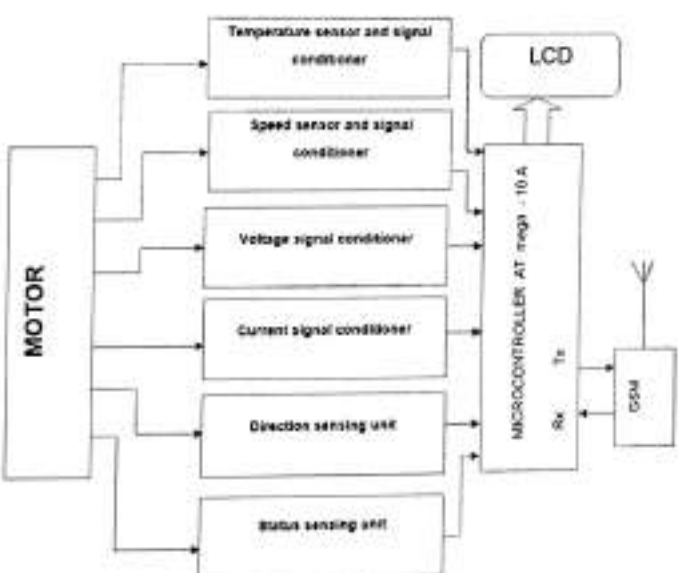 Temperature sensor and signal
conditioner
LCD
Speed sensor and signal
conditioner
Voltage signal conditioner
MOTOR
Current signal conditioner
MICROCONTROLLER AT mega - 10 A
Tx
Rx
GSM
Direction sensing unit
Status sensing unit